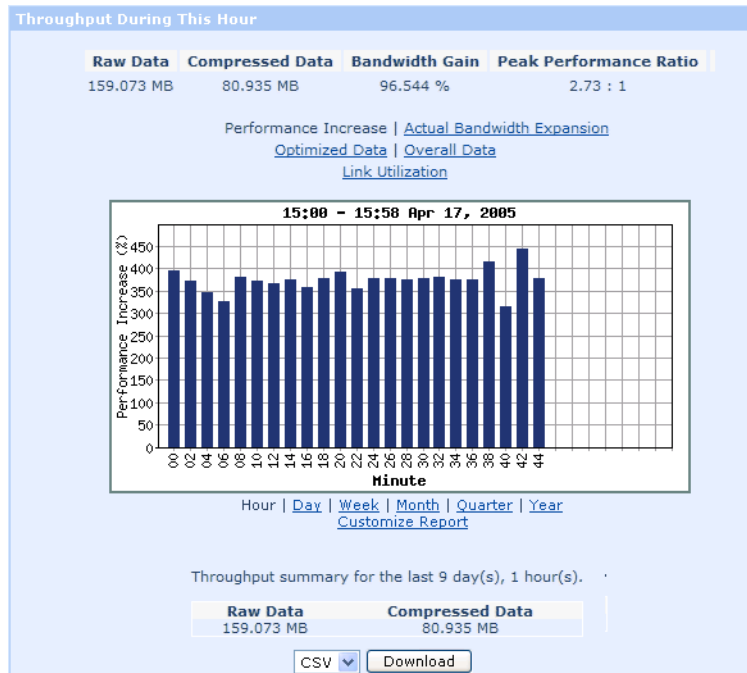 Throughput During This Hour
Raw Data Compressed Data Bandwidth Gain Peak Performance Ratio
159.073 MB 80.935 MB 96.544 % 2.73 : 1
Performance Increase | Actual Bandwidth Expansion
Optimized Data | Overall Data
Link Utilization
15:00 - 15:58 Apr 17, 2005
Performance Increase (%)
450
400
350
300
250
200
150
100
50
0
00 02 04 06 08 10 12 14 16 18 20 22 24 26 28 30 32 34 36 38 40 42 44
Minute
Hour | Day | Week | Month | Quarter | Year
Customize Report
Throughput summary for the last 9 day(s), 1 hour(s).
Raw Data Compressed Data
159.073 MB 80.935 MB
CSV Download